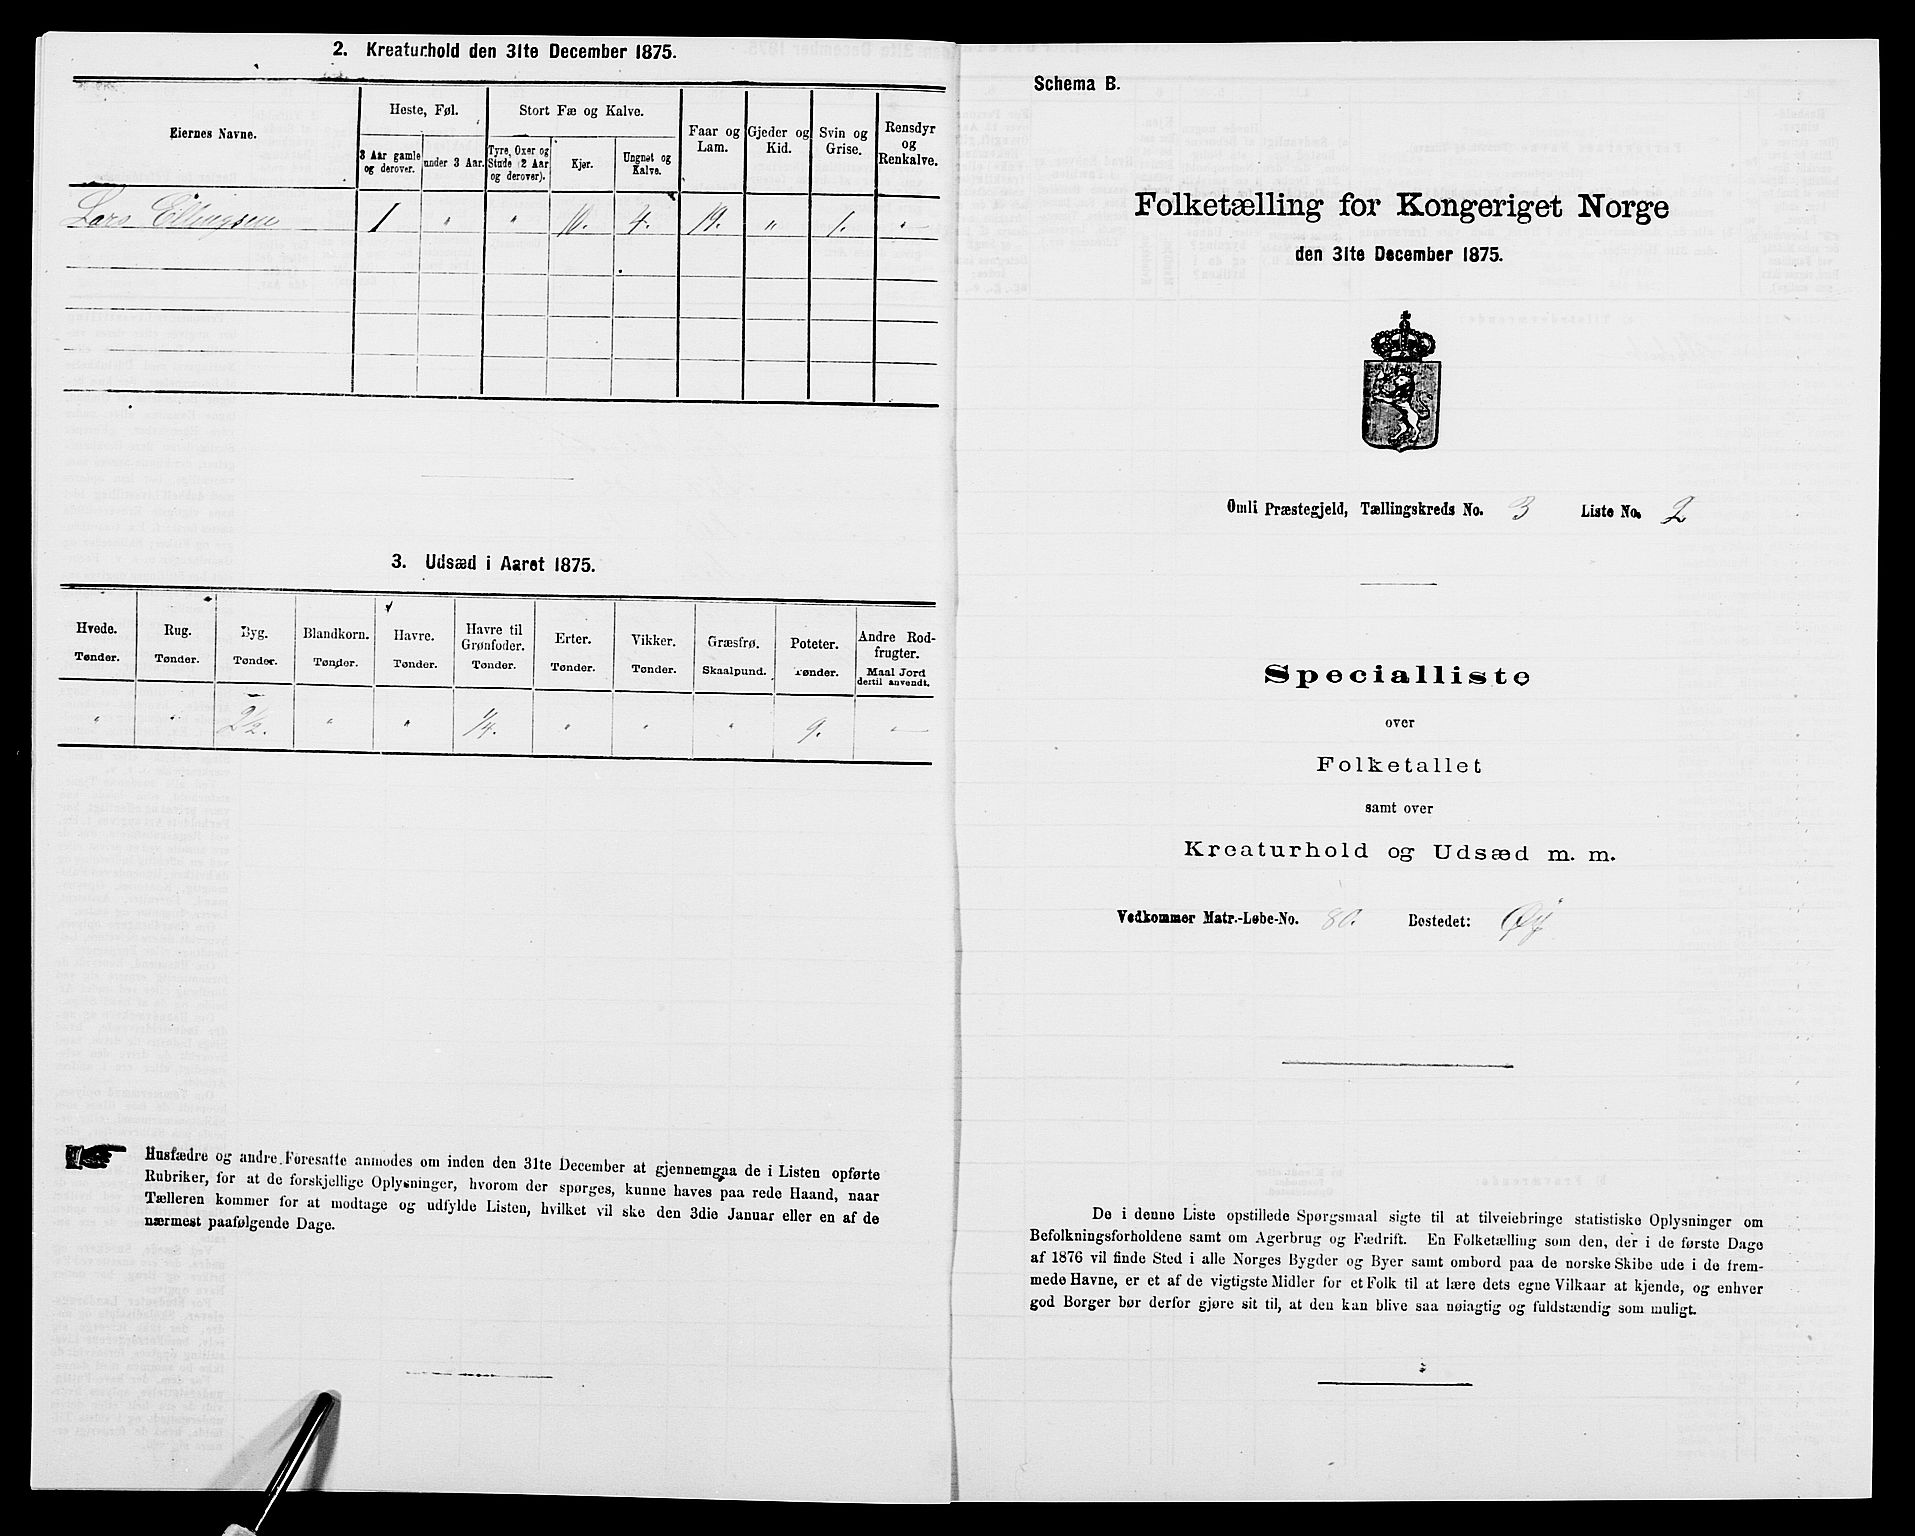 2. Kreaturhold den 31te December 1875.
Eiernes Navne.
Heste, Føl.
Stort Fæ og Kalve.
Faar og
Lam.
Gjeder og
Kid.
Svin og
Grise.
Rensdyr
og
Renkalve.
3 Aar gamle
og derover.
under 3 Aar.
Tyre, Oxer og
Stude (2 Aar
og derover).
Kjør.
Ungnøt og
Kalve.
Lars Ellingsen 1 " " 10. 4. 19. " 1. "
3. Udsæd i Aaret 1875.
Hvede.
Tønder.
Rug.
Tønder.
Byg.
Tønder.
Blandkorn.
Tønder.
Havre.
Tønder.
Havre til
Grønfoder.
Tønder.
Erter.
Tønder.
Vikker.
Tønder.
Græsfrø.
Skaalpund.
Poteter.
Tønder.
Andre Rod-
frugter.
Maal Jord
dertil anvendt.
" " 2 1/2. " " 1/4. " " " 9. "
Husfædre og andre Foresatte anmodes om inden den 31te December at gjennemgaa de i Listen opførte
Rubriker, for at de forskjellige Oplysninger, hvorom der spørges, kunne haves paa rede Haand, naar
Tælleren kommer for at modtage og udfylde Listen, hvilket vil ske den 3die Januar eller en af de
nærmest paafølgende Dage.
Schema B.
Folketælling for Kongeriget Norge
den 31te December 1875.
Omli Præstegjeld, Tællingskreds No. 3 Liste No. 2
Specialliste
over
Folketallet
samt over
Kreaturhold og Udsæd m. m.
Vedkommer Matr.-Løbe-No. 80. Bostedet: Øy
De i denne Liste opstillede Spørgsmaal sigte til at tilveiebringe statistiske Oplysninger om
Befolkningsforholdene samt om Agerbrug og Fædrift. En Folketælling som den, der i de første Dage
af 1876 vil finde Sted i alle Norges Bygder og Byer samt ombord paa de norske Skibe ude i de frem-
mede Havne, er et af de vigtigste Midler for et Folk til at lære dets egne Vilkaar at kjende, og enhver
god Borger bør derfor gjøre sit til, at den kan blive saa nøiagtig og fuldstændig som muligt.